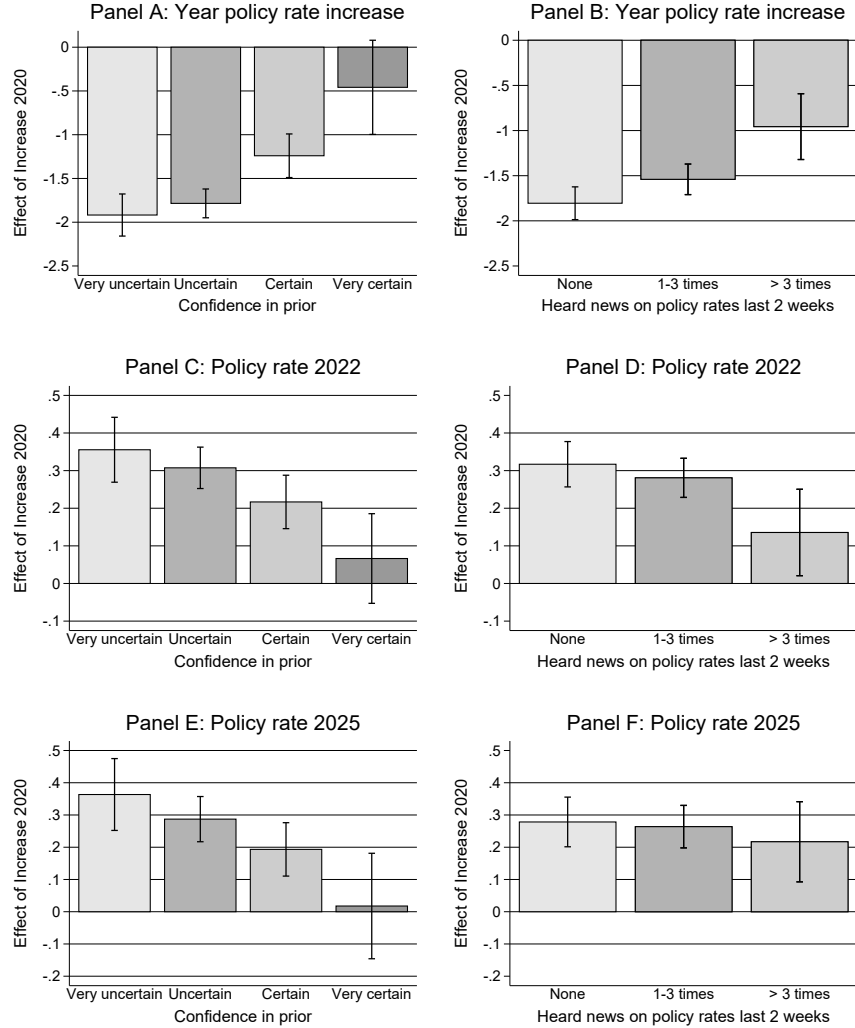 Panel A: Year policy rate increase
Effect of Increase 2020
0
-.5
-1
-1.5
-2
-2.5
Very uncertain Uncertain Certain Very certain
Confidence in prior
Panel B: Year policy rate increase
Effect of Increase 2020
0
-.5
-1
-1.5
-2
-2.5
None 1-3 times > 3 times
Heard news on policy rates last 2 weeks
Panel C: Policy rate 2022
Effect of Increase 2020
.5
.4
.3
.2
.1
0
-.1
Very uncertain Uncertain Certain Very certain
Confidence in prior
Panel D: Policy rate 2022
Effect of Increase 2020
.5
.4
.3
.2
.1
0
-.1
None 1-3 times > 3 times
Heard news on policy rates last 2 weeks
Panel E: Policy rate 2025
Effect of Increase 2020
.5
.4
.3
.2
.1
0
-.1
-.2
Very uncertain Uncertain Certain Very certain
Confidence in prior
Panel F: Policy rate 2025
Effect of Increase 2020
.5
.4
.3
.2
.1
0
-.1
-.2
None 1-3 times > 3 times
Heard news on policy rates last 2 weeks